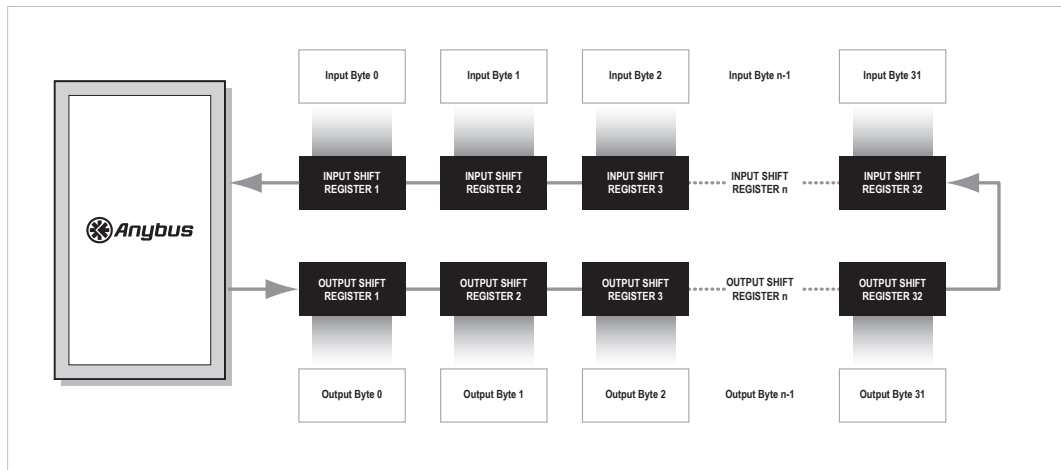 Input Byte 0
Input Byte 1
Input Byte 2
Input Byte n-1
Input Byte 31
INPUT SHIFT
REGISTER 1
INPUT SHIFT
REGISTER 2
INPUT SHIFT
REGISTER 3
INPUT SHIFT
REGISTER n
INPUT SHIFT
REGISTER 32
Anybus
OUTPUT SHIFT
REGISTER 1
OUTPUT SHIFT
REGISTER 2
OUTPUT SHIFT
REGISTER 3
OUTPUT SHIFT
REGISTER n
OUTPUT SHIFT
REGISTER 32
Output Byte 0
Output Byte 1
Output Byte 2
Output Byte n-1
Output Byte 31